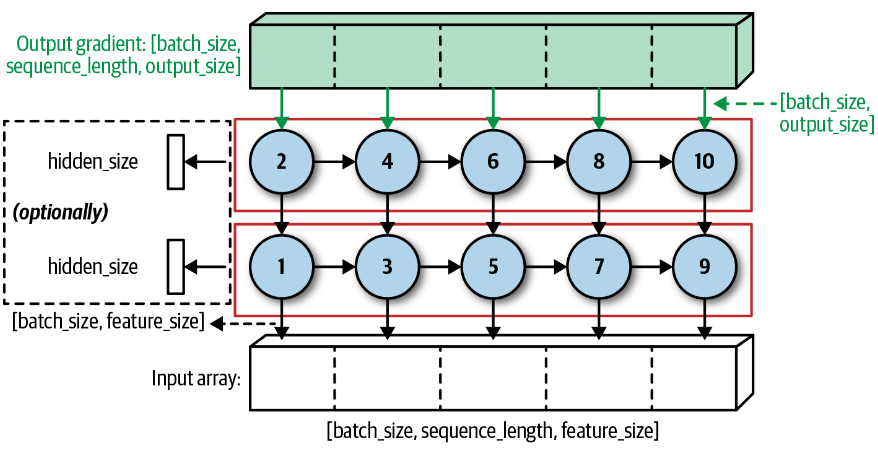 Output gradient: [batch_size,
sequence_length, output_size]
[batch_size,
output_size]
hidden_size
2
4
6
8
10
(optionally)
hidden_size
1
3
5
7
9
[batch_size, feature_size]
Input array:
[batch_size, sequence_length, feature_size]